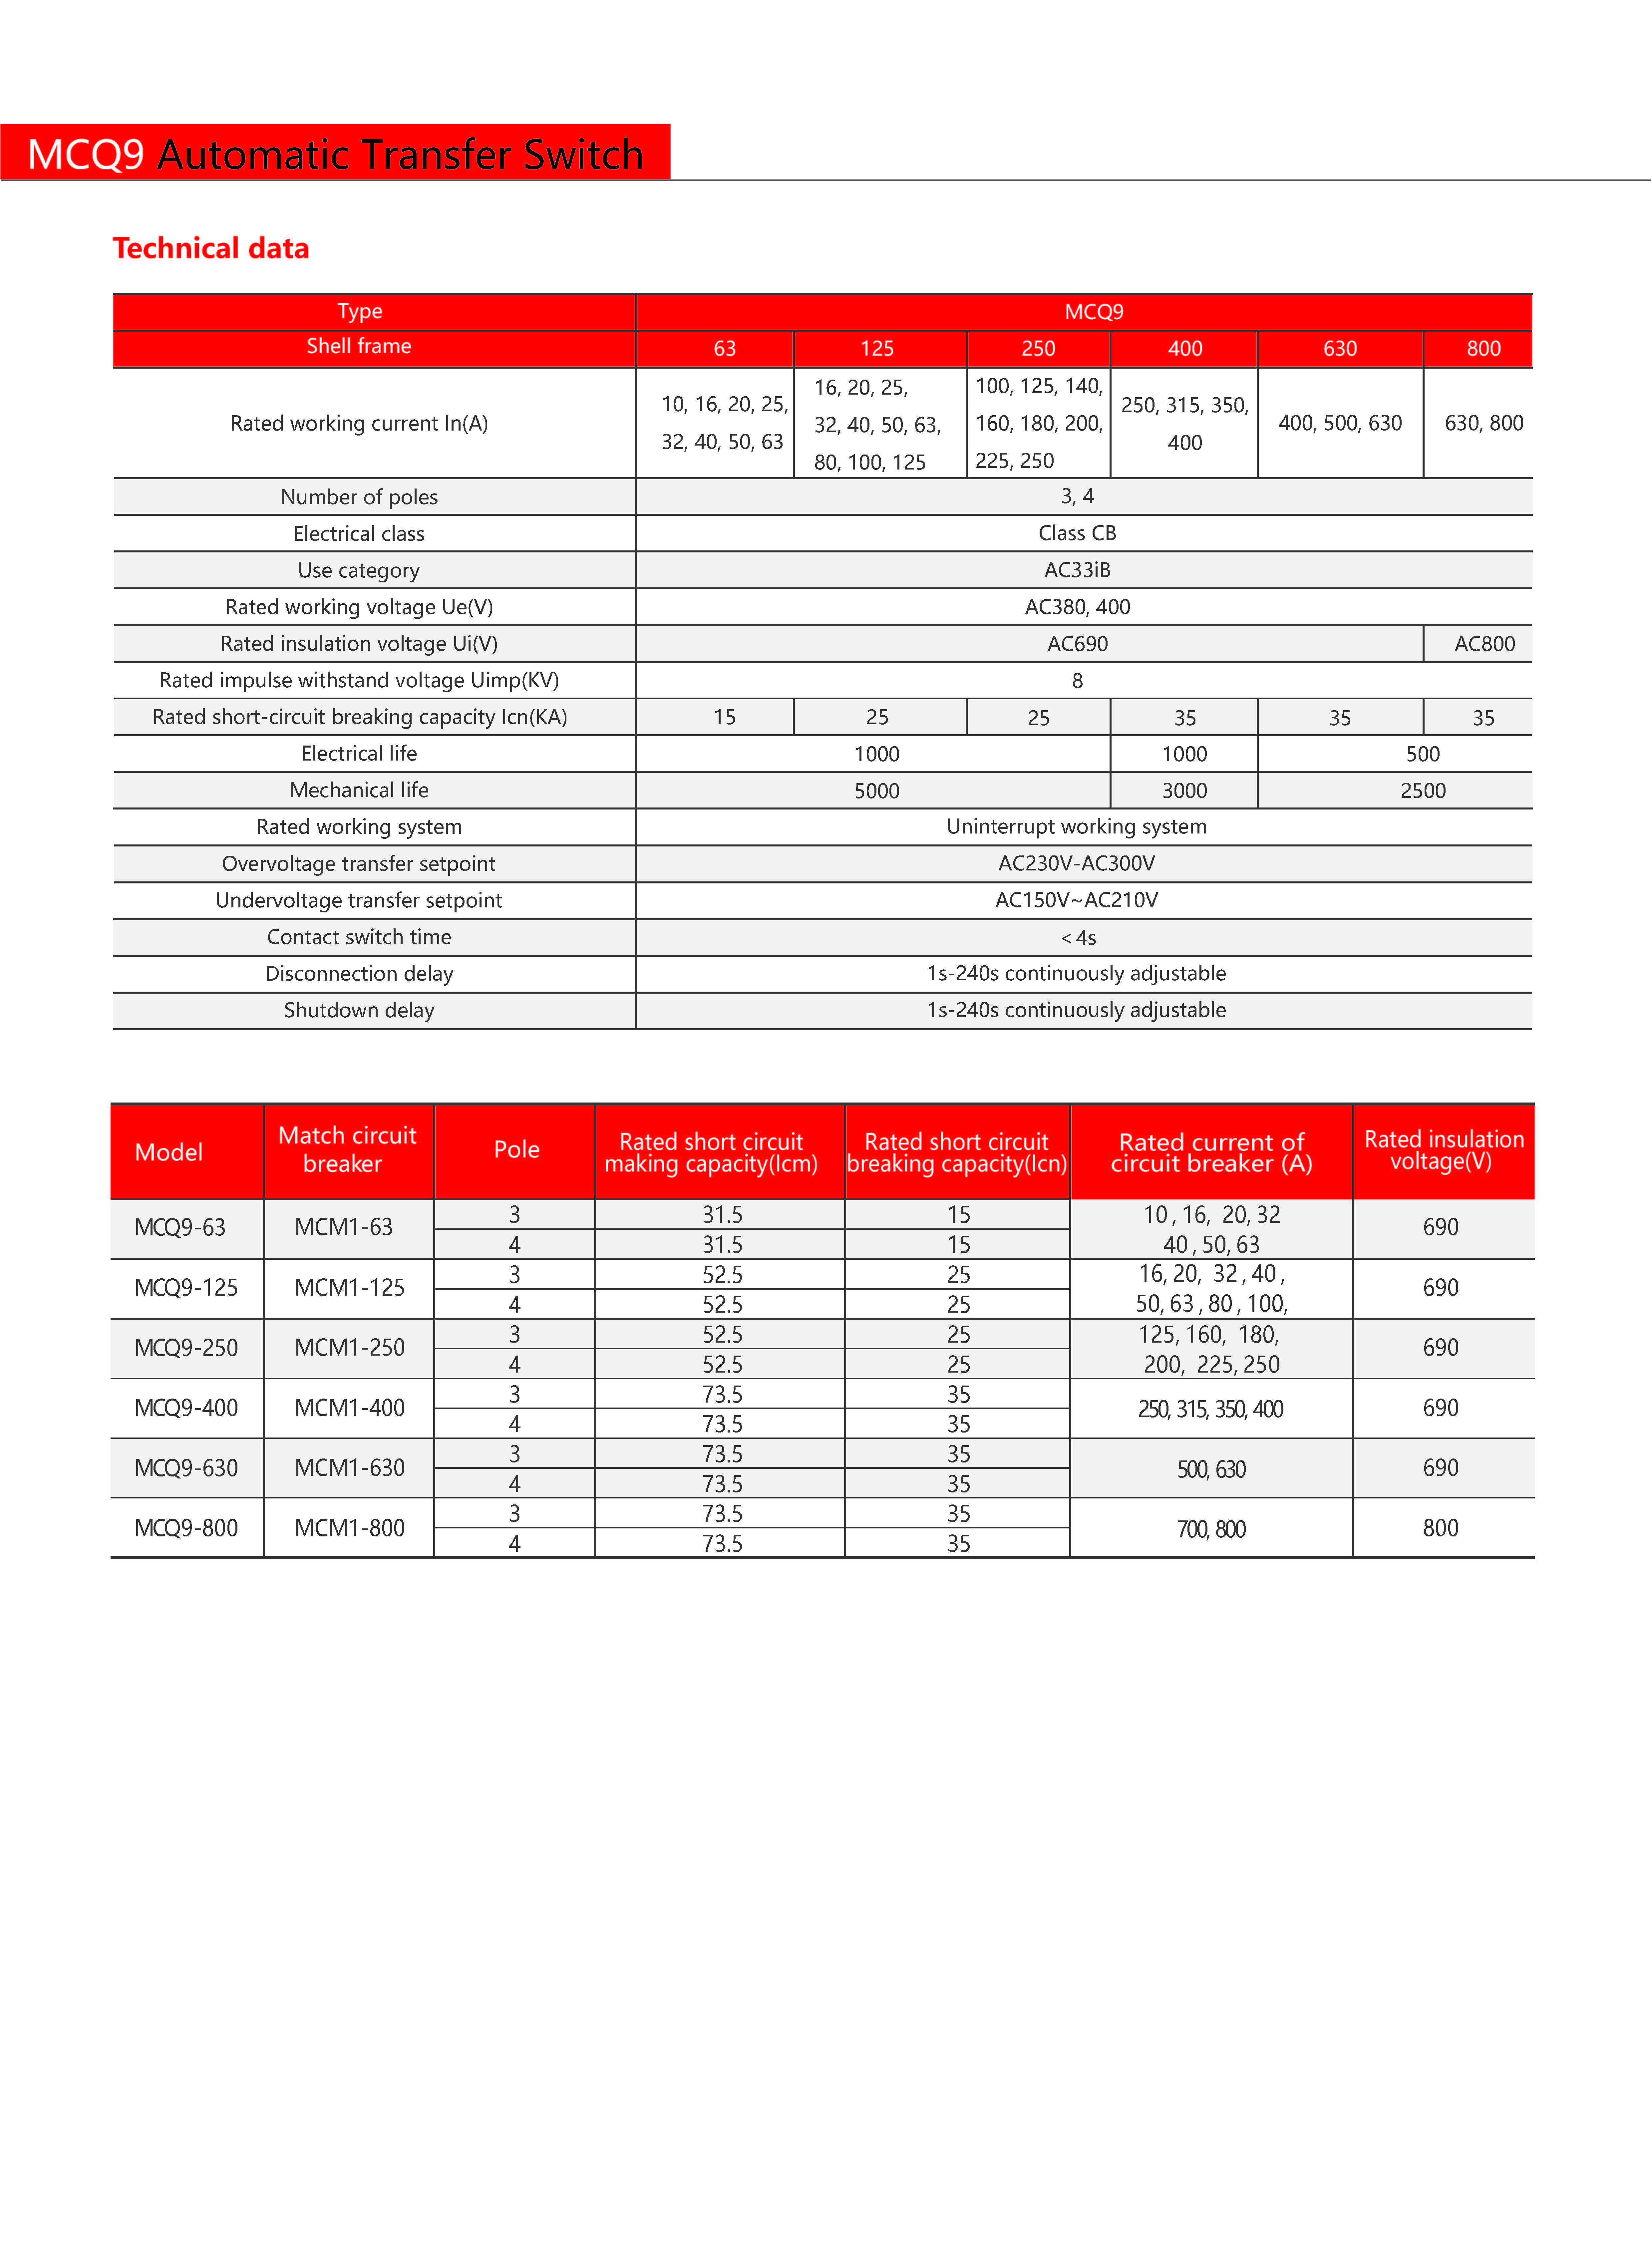 MCQ9 Automatic Transfer Switch
Technical data
Type MCQ9
Shell frame 63 125 250 400 630 800
Rated working current In(A)
10, 16, 20, 25,
32, 40, 50, 63
16, 20, 25,
32, 40, 50, 63,
80, 100, 125
100, 125, 140,
160, 180, 200,
225, 250
250, 315, 350,
400
400, 500, 630
630, 800
Number of poles 3, 4
Electrical class Class CB
Use category AC33iB
Rated working voltage Ue(V) AC380, 400
Rated insulation voltage Ui(V) AC690 AC800
Rated impulse withstand voltage Uimp(KV) 8
Rated short-circuit breaking capacity Icn(KA) 15 25 25 35 35 35
Electrical life 1000 1000 500
Mechanical life 5000 3000 2500
Rated working system Uninterrupt working system
Overvoltage transfer setpoint AC230V-AC300V
Undervoltage transfer setpoint AC150V~AC210V
Contact switch time <4s
Disconnection delay 1s-240s continuously adjustable
Shutdown delay 1s-240s continuously adjustable
Model
Match circuit
breaker
Pole
Rated short circuit
making capacity(Icm)
Rated short circuit
breaking capacity(Icn)
Rated current of
circuit breaker (A)
Rated insulation
voltage(V)
MCQ9-63 MCM1-63
3 31.5 15
4 31.5 15
10 , 16, 20, 32
40 , 50, 63
690
MCQ9-125 MCM1-125
3 52.5 25
4 52.5 25
16, 20, 32 , 40 ,
50, 63 , 80 , 100,
690
MCQ9-250 MCM1-250
3 52.5 25
4 52.5 25
125, 160, 180,
200, 225, 250
690
MCQ9-400 MCM1-400
3 73.5 35
4 73.5 35
250, 315, 350, 400
690
MCQ9-630 MCM1-630
3 73.5 35
4 73.5 35
500, 630
690
MCQ9-800 MCM1-800
3 73.5 35
4 73.5 35
700, 800
800